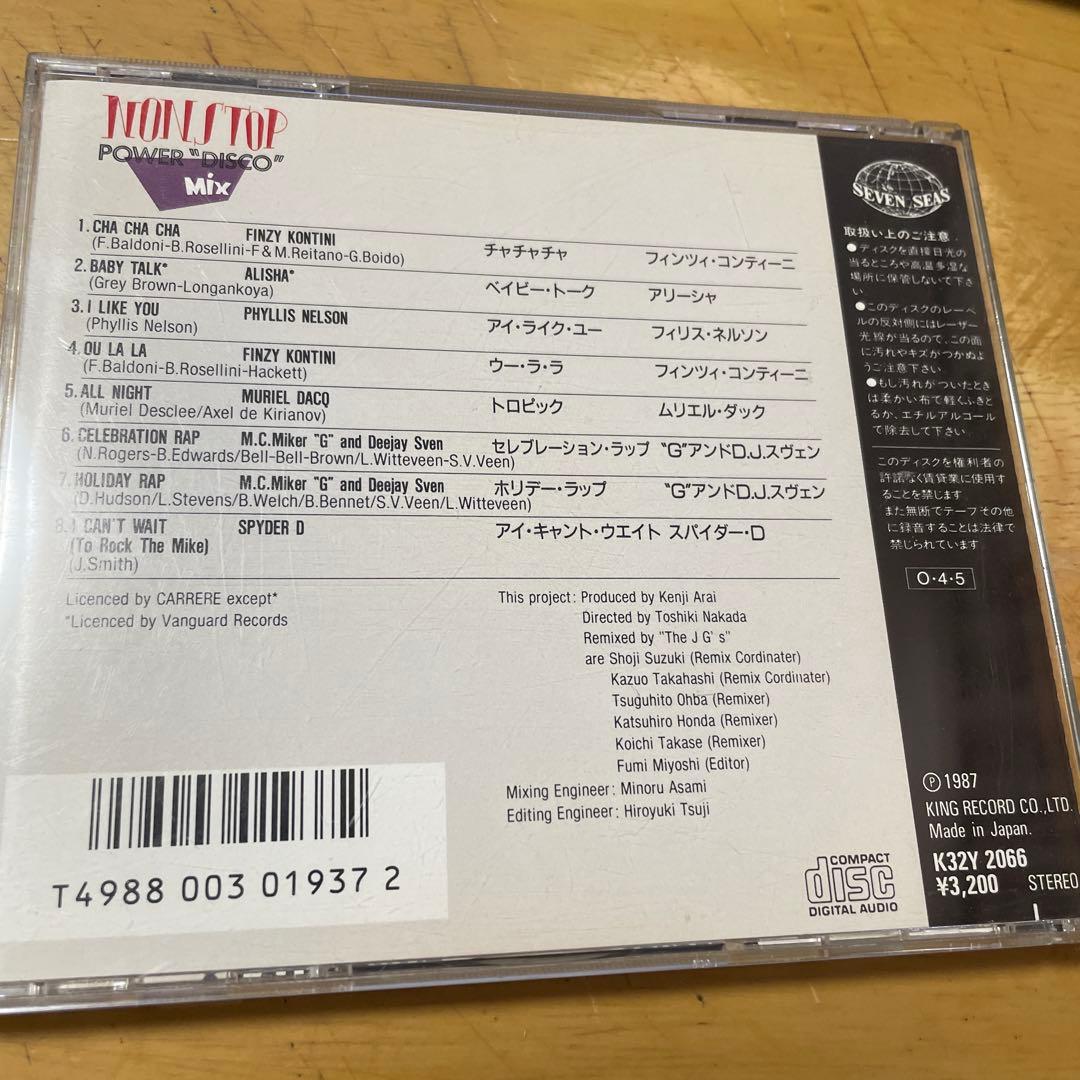 NON STOP
POWER "DISCO"
Mix
1. CHA CHA CHA FINZY KONTINI チャチャチャ フィンツィ・コンティーニ
(F.Baldoni-B.Rosellini-F&M.Reitano-G.Boido)
2. BABY TALK* ALISHA* ベイビー・トーク アリーシャ
(Grey Brown-Longankoya)
3. I LIKE YOU PHYLLIS NELSON アイ・ライク・ユー フィリス・ネルソン
(Phyllis Nelson)
4. OU LA LA FINZY KONTINI ウー・ラ・ラ フィンツィ・コンティーニ
(F.Baldoni-B.Rosellini-Hackett)
5. ALL NIGHT MURIEL DACQ トロピック ムリエル・ダック
(Muriel Desclee/Axel de Kirianov)
6. CELEBRATION RAP M.C.Miker "G" and Deejay Sven セレブレーション・ラップ "G"アンドD.J.スヴェン
(N.Rogers-B.Edwards/Bell-Bell-Brown/L.Witteveen-S.V.Veen)
7. HOLIDAY RAP M.C.Miker "G" and Deejay Sven ホリデー・ラップ "G"アンドD.J.スヴェン
(D.Hudson/L.Stevens/B.Welch/B.Bennet/S.V.Veen/L.Witteveen)
8. I CAN'T WAIT SPYDER D アイ・キャント・ウエイト スパイダー・D
(To Rock The Mike)
(J.Smith)
Licenced by CARRERE except*
*Licenced by Vanguard Records
This project: Produced by Kenji Arai
Directed by Toshiki Nakada
Remixed by "The J G's"
are Shoji Suzuki (Remix Cordinater)
Kazuo Takahashi (Remix Cordinater)
Tsuguhito Ohba (Remixer)
Katsuhiro Honda (Remixer)
Koichi Takase (Remixer)
Fumi Miyoshi (Editor)
Mixing Engineer: Minoru Asami
Editing Engineer: Hiroyuki Tsuji
T4988 003 01937 2
COMPACT
disc
DIGITAL AUDIO
SEVEN SEAS
取扱い上のご注意
●ディスクを直接日光の
当るところや高温多湿な
場所に保管しないで下さ
い
●このディスクのレーベ
ルの反対側にはレーザー
光線が当るので、この面
に汚れやキズがつかぬよ
うご注意下さい
●もし汚れがついたとき
は柔かい布で軽くふきと
るか、エチルアルコール
で除去して下さい。
このディスクを権利者の
許諾なく賃貸業に使用す
ることを禁じます
また無断でテープその他
に録音することは法律で
禁じられています
O・4・5
Ⓟ1987
KING RECORD CO.,LTD.
Made in Japan.
K32Y 2066
¥3,200 STEREO